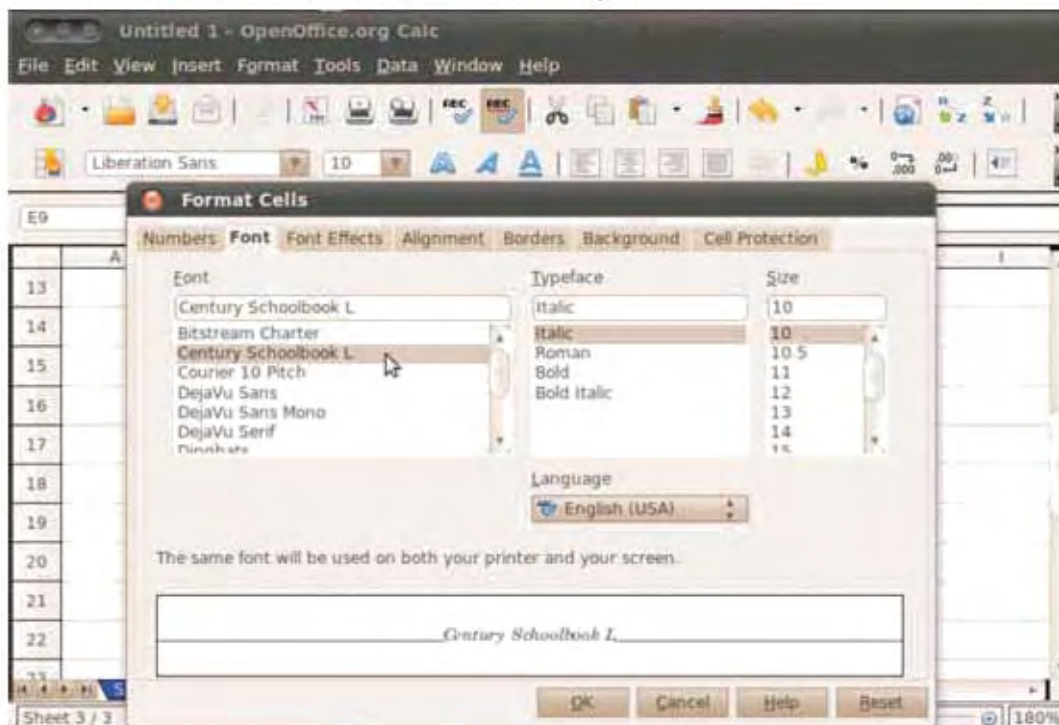 Untitled 1 - OpenOffice.org Calc
File Edit View Insert Format Tools Data Window Help
Liberation Sans 10
E9
Format Cells
Numbers Font Font Effects Alignment Borders Background Cell Protection
A I
Font Typeface Size
Century Schoolbook L Italic 10
Bitstream Charter Italic 10
Century Schoolbook L Roman 10.5
Courier 10 Pitch Bold 11
DejaVu Sans Bold Italic 12
DejaVu Sans Mono 13
DejaVu Serif 14
Dingbats 15
Language
English (USA)
The same font will be used on both your printer and your screen.
Century Schoolbook L
OK Cancel Help Reset
13
14
15
16
17
18
19
20
21
22
23
Sheet 3 / 3 180%